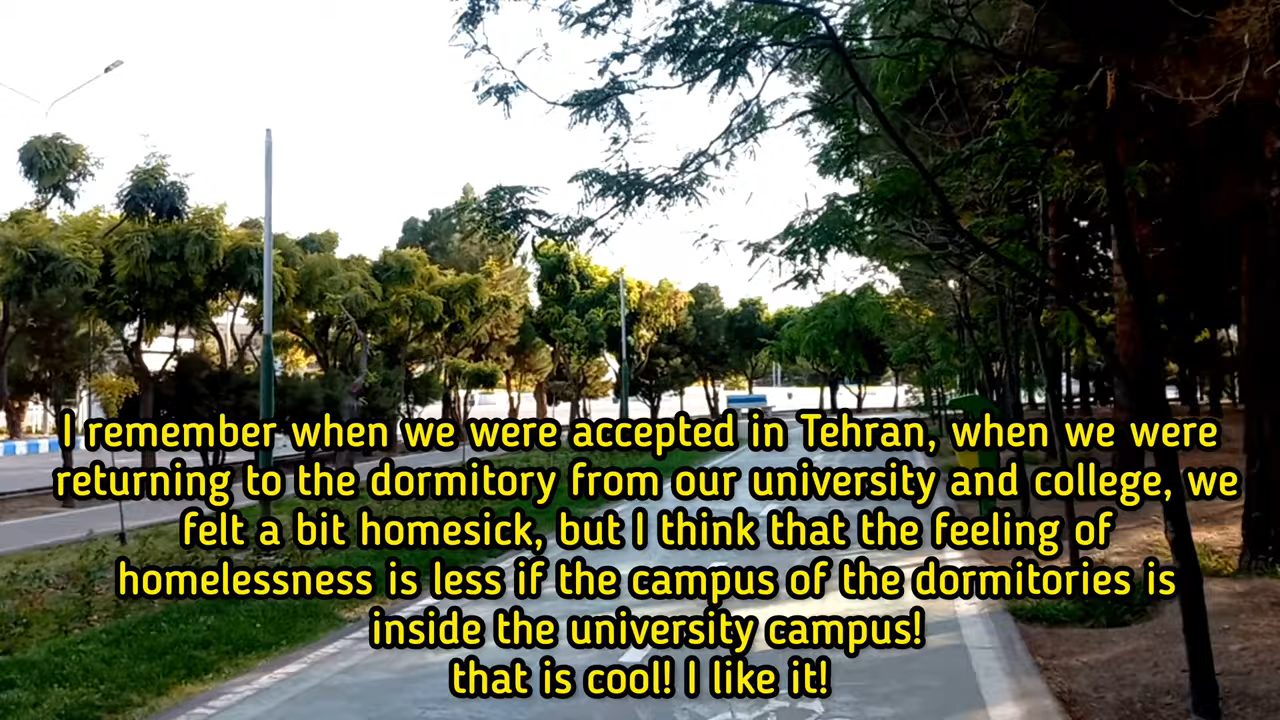 I remember when we were accepted in Tehran, when we were
returning to the dormitory from our university and college, we
felt a bit homesick, but I think that the feeling of
homelessness is less if the campus of the dormitories is
inside the university campus!
that is cool! I like it!